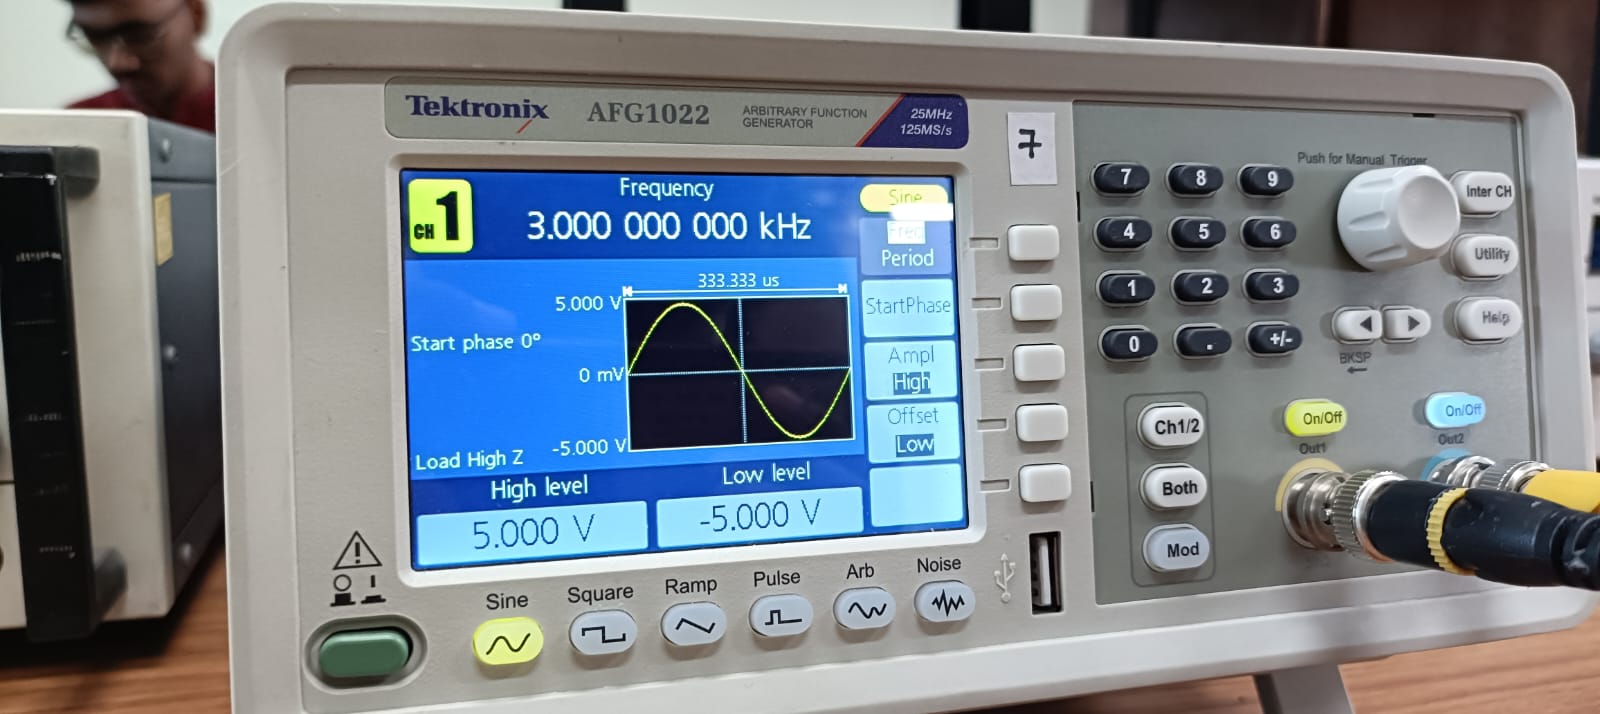 Tektronix AFG1022 ARBITRARY FUNCTION GENERATOR 25MHz 125MS/s
7
CH 1
Frequency
3.000 000 000 kHz
Sine
Freq
Period
StartPhase
Ampl
High
Offset
Low
333.333 us
5.000 V
Start phase 0°
0 mV
-5.000 V
Load High Z
High level
5.000 V
Low level
-5.000 V
Sine Square Ramp Pulse Arb Noise
Push for Manual Trigger
7 8 9
4 5 6
1 2 3
0 . +/-
Inter CH
Utility
Help
BKSP
Ch1/2
Both
Mod
On/Off
Out1
On/Off
Out2